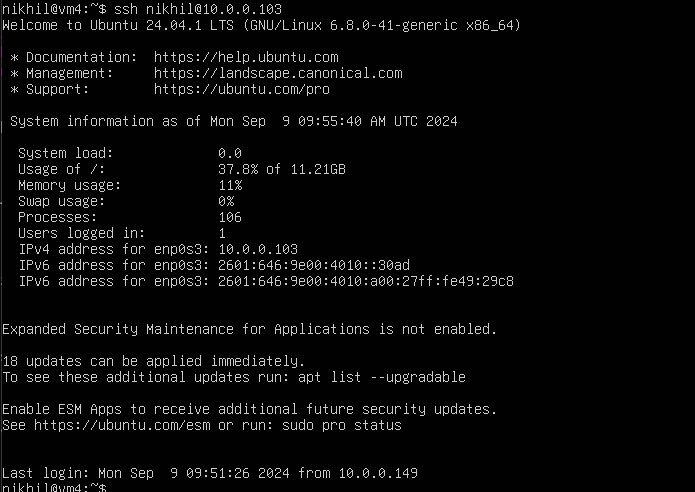 nikhil@vm4:~$ ssh nikhil@10.0.0.103
Welcome to Ubuntu 24.04.1 LTS (GNU/Linux 6.8.0-41-generic x86_64)
* Documentation: https://help.ubuntu.com
* Management: https://landscape.canonical.com
* Support: https://ubuntu.com/pro
System information as of Mon Sep 9 09:55:40 AM UTC 2024
System load: 0.0
Usage of /: 37.8% of 11.21GB
Memory usage: 11%
Swap usage: 0%
Processes: 106
Users logged in: 1
IPv4 address for enp0s3: 10.0.0.103
IPv6 address for enp0s3: 2601:646:9e00:4010::30ad
IPv6 address for enp0s3: 2601:646:9e00:4010:a00:27ff:fe49:29c8
Expanded Security Maintenance for Applications is not enabled.
18 updates can be applied immediately.
To see these additional updates run: apt list --upgradable
Enable ESM Apps to receive additional future security updates.
See https://ubuntu.com/esm or run: sudo pro status
Last login: Mon Sep 9 09:51:26 2024 from 10.0.0.149
nikhil@vm4:~$